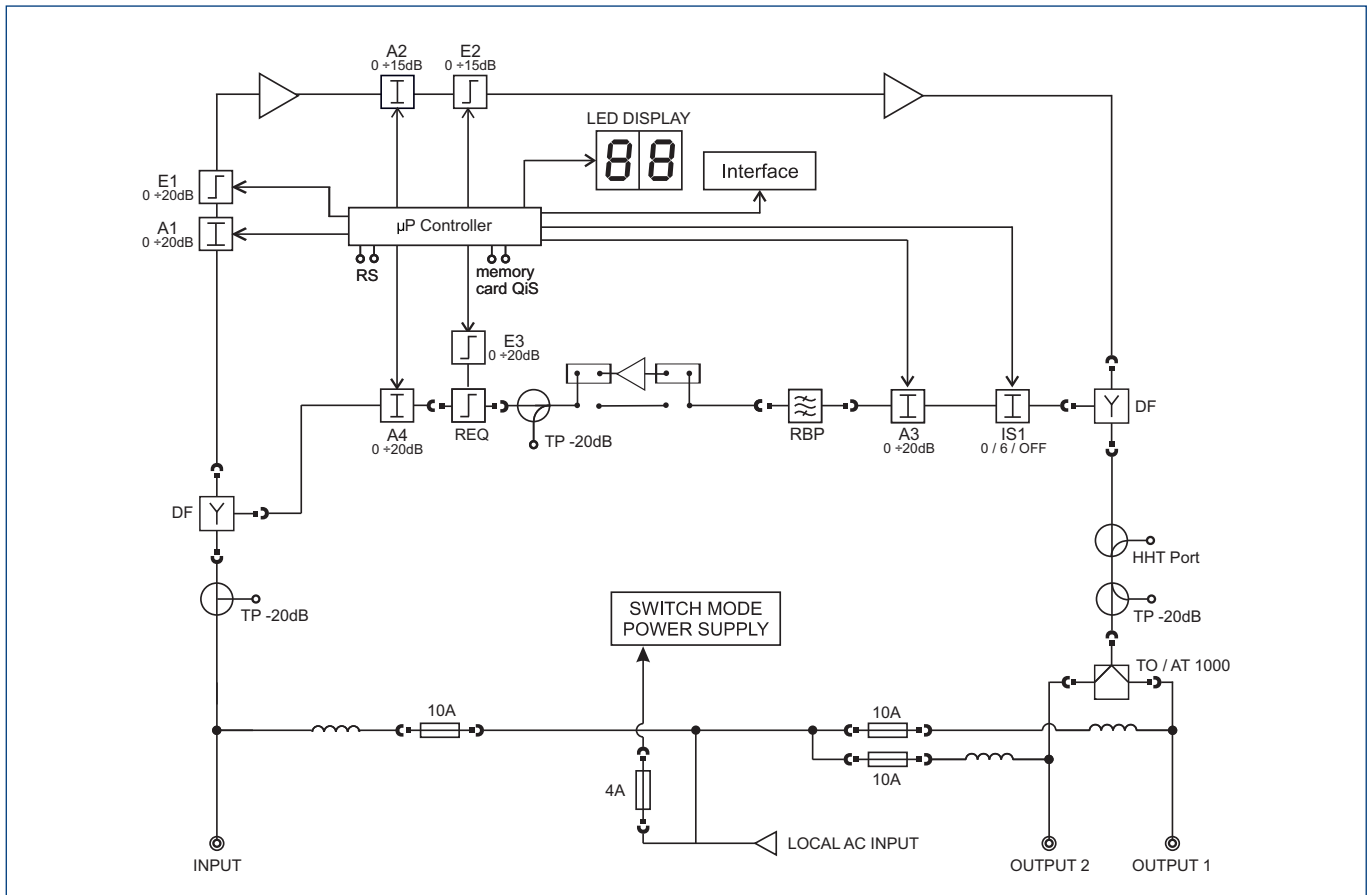 A2
0 ÷15dB
E2
0 ÷15dB
LED DISPLAY
88
Interface
E1
0 ÷20dB
A1
0 ÷20dB
µP Controller
RS
memory
card QiS
E3
0 ÷20dB
A4
0 ÷20dB
REQ
TP -20dB
RBP
A3
0 ÷20dB
IS1
0 / 6 / OFF
DF
Y
DF
Y
HHT Port
TP -20dB
TP -20dB
SWITCH MODE
POWER SUPPLY
TO / AT 1000
10A
10A
10A
4A
LOCAL AC INPUT
INPUT
OUTPUT 2
OUTPUT 1